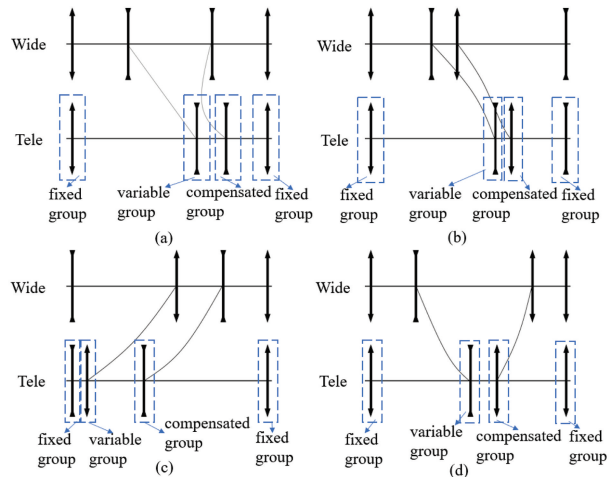 Wide
Tele
fixed
group
variable
group
compensated
group
fixed
group
(a)
Wide
Tele
fixed
group
variable
group
compensated
group
fixed
group
(b)
Wide
Tele
fixed
group
variable
group
compensated
group
fixed
group
(c)
Wide
Tele
fixed
group
variable
group
compensated
group
fixed
group
(d)